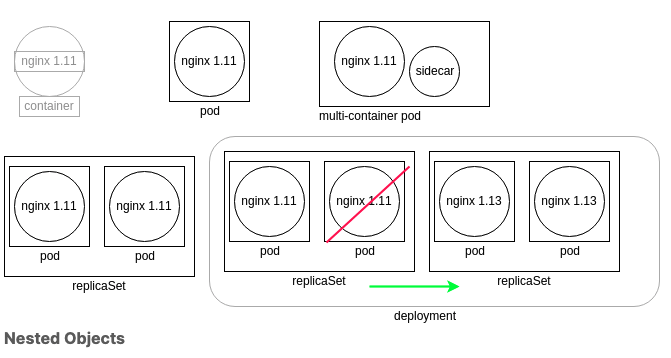 nginx 1.11
container
nginx 1.11
pod
nginx 1.11
sidecar
multi-container pod
nginx 1.11
pod
nginx 1.11
pod
replicaSet
nginx 1.11
pod
nginx 1.11
pod
replicaSet
nginx 1.13
pod
nginx 1.13
pod
replicaSet
deployment
Nested Objects